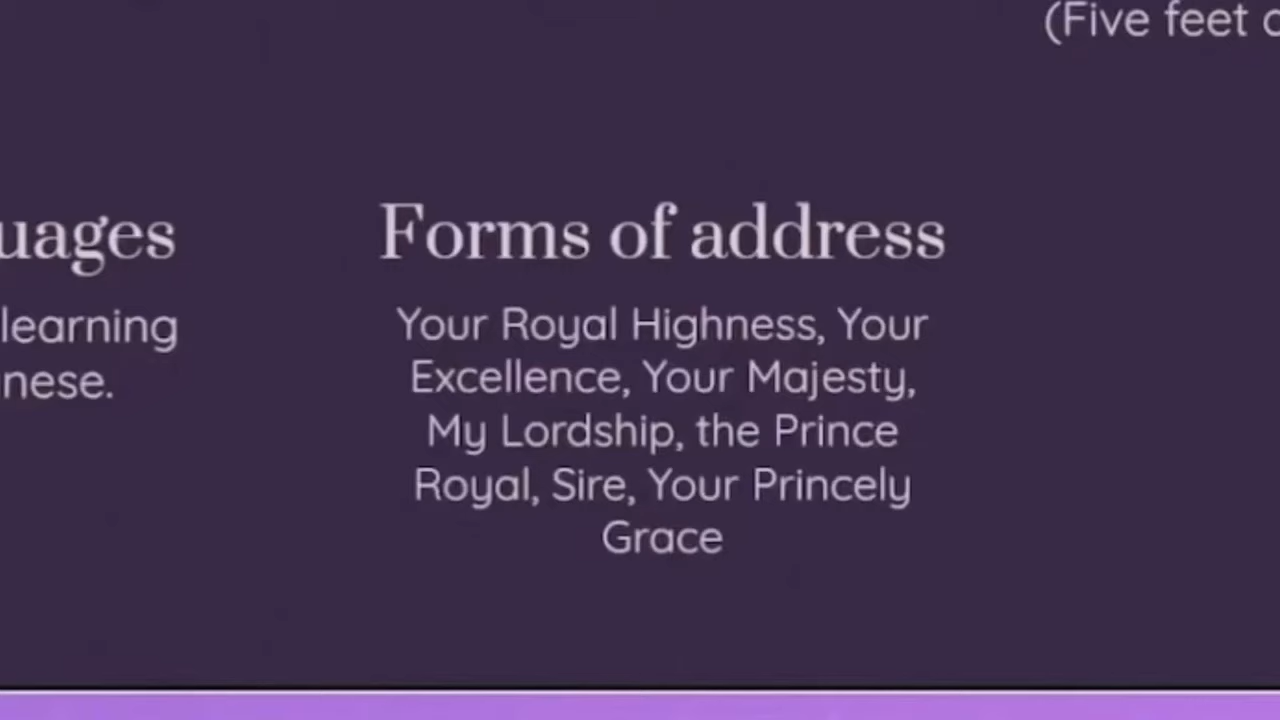 (Five feet
uages
learning
nese.
Forms of address
Your Royal Highness, Your
Excellence, Your Majesty,
My Lordship, the Prince
Royal, Sire, Your Princely
Grace